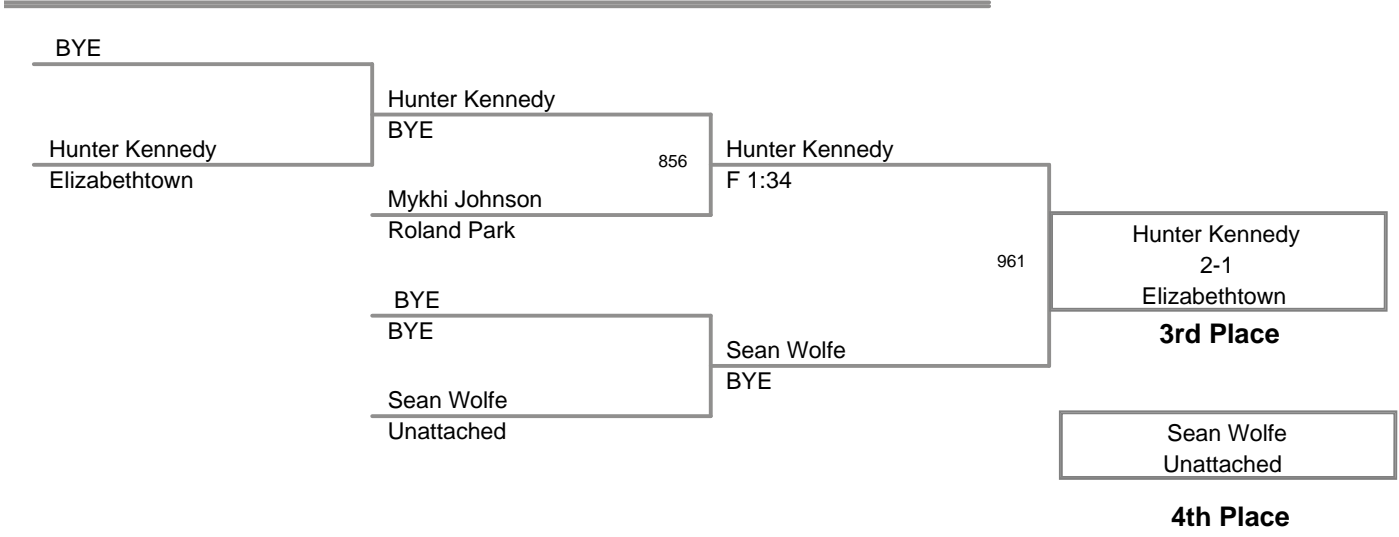 BYE
Hunter Kennedy
Elizabethtown
Hunter Kennedy
BYE
856
Mykhi Johnson
Roland Park
BYE
BYE
Sean Wolfe
Unattached
Hunter Kennedy
F 1:34
961
Sean Wolfe
BYE
Hunter Kennedy
2-1
Elizabethtown
3rd Place
Sean Wolfe
Unattached
4th Place